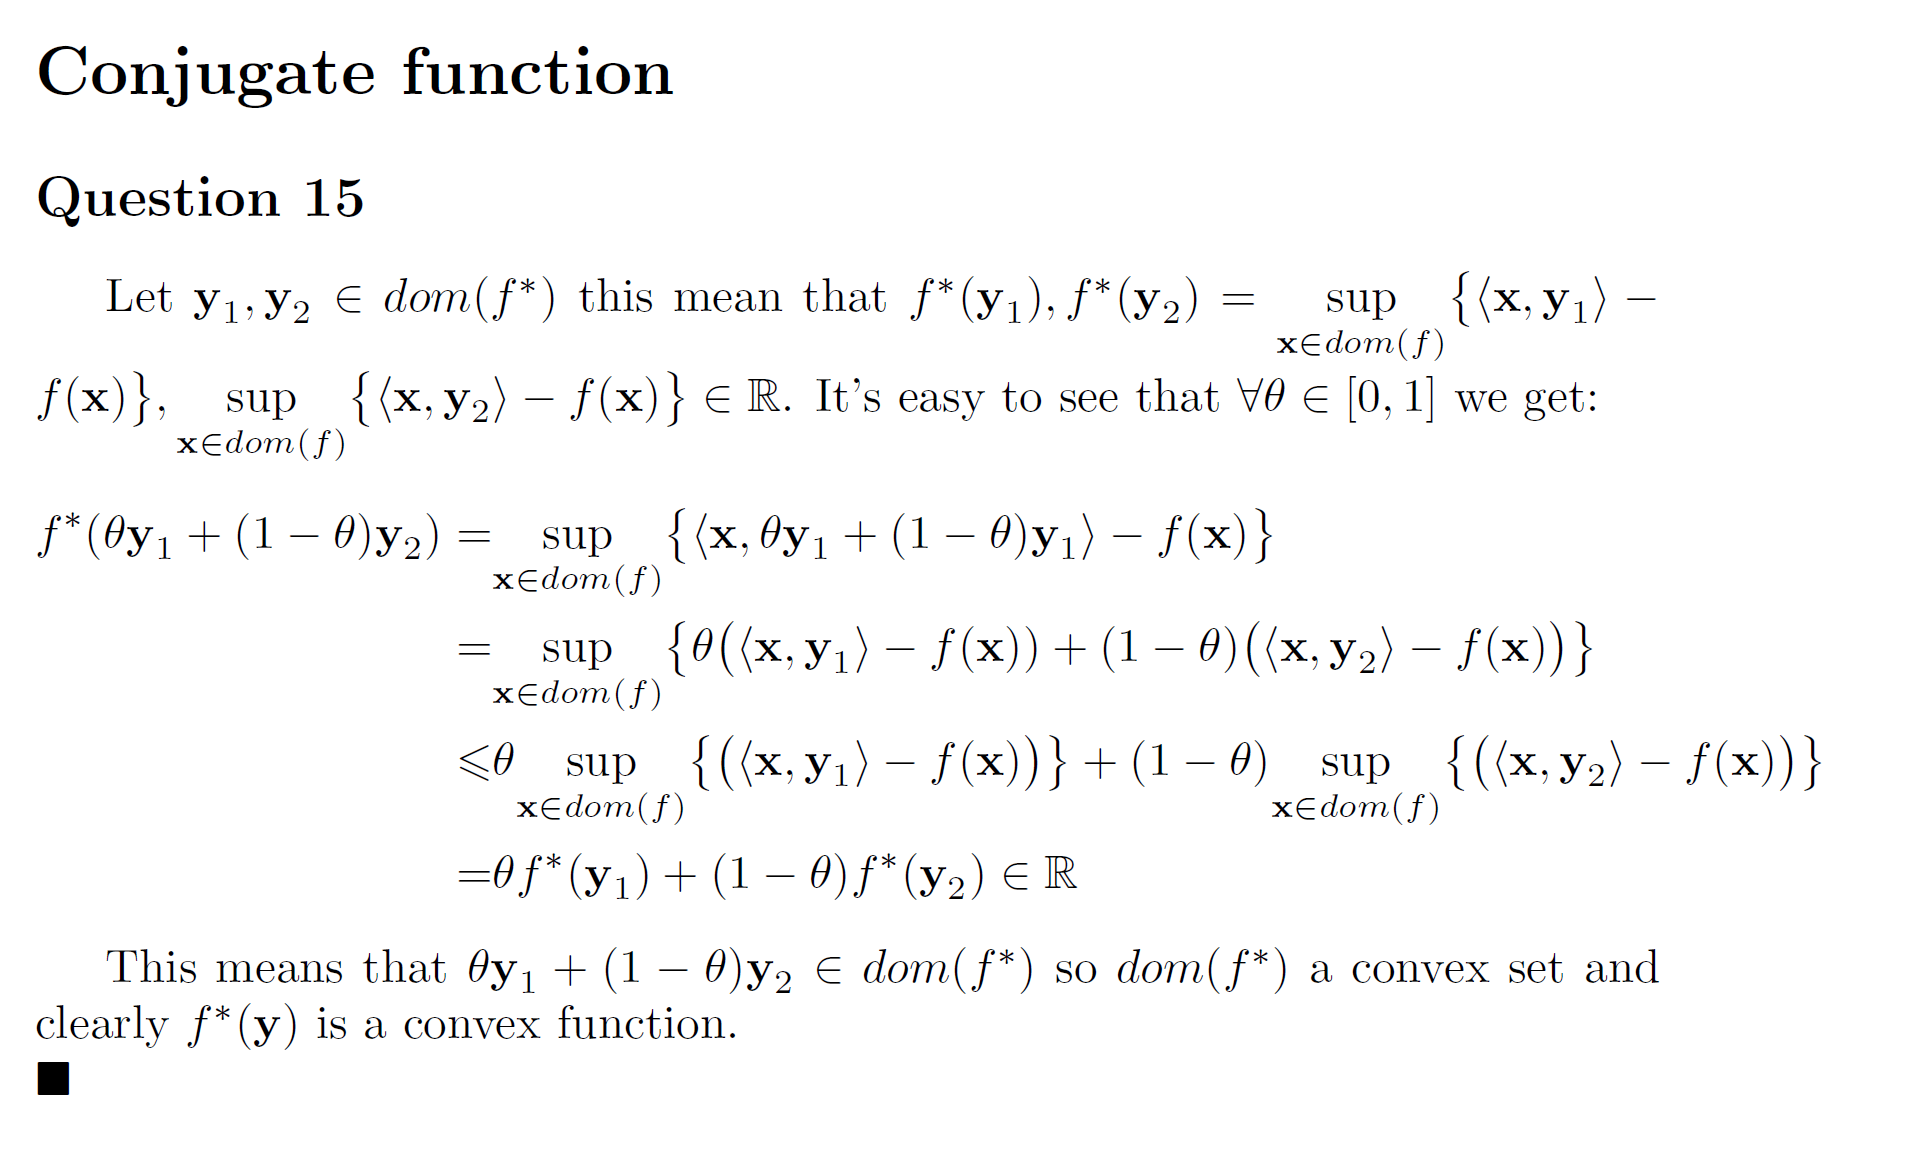 Conjugate function
Question 15
Let $\mathbf{y}_1, \mathbf{y}_2 \in dom(f^*)$ this mean that $f^*(\mathbf{y}_1), f^*(\mathbf{y}_2) = \sup_{\mathbf{x} \in dom(f)} \{\langle \mathbf{x}, \mathbf{y}_1 \rangle -$
$f(\mathbf{x})\}, \sup_{\mathbf{x} \in dom(f)} \{\langle \mathbf{x}, \mathbf{y}_2 \rangle - f(\mathbf{x})\} \in \mathbb{R}$. It's easy to see that $\forall \theta \in [0, 1]$ we get:
$f^*(\theta \mathbf{y}_1 + (1 - \theta)\mathbf{y}_2) = \sup_{\mathbf{x} \in dom(f)} \{\langle \mathbf{x}, \theta \mathbf{y}_1 + (1 - \theta)\mathbf{y}_1 \rangle - f(\mathbf{x})\}$
$= \sup_{\mathbf{x} \in dom(f)} \{\theta(\langle \mathbf{x}, \mathbf{y}_1 \rangle - f(\mathbf{x})) + (1 - \theta)(\langle \mathbf{x}, \mathbf{y}_2 \rangle - f(\mathbf{x}))\}$
$\leqslant \theta \sup_{\mathbf{x} \in dom(f)} \{(\langle \mathbf{x}, \mathbf{y}_1 \rangle - f(\mathbf{x}))\} + (1 - \theta) \sup_{\mathbf{x} \in dom(f)} \{(\langle \mathbf{x}, \mathbf{y}_2 \rangle - f(\mathbf{x}))\}$
$= \theta f^*(\mathbf{y}_1) + (1 - \theta) f^*(\mathbf{y}_2) \in \mathbb{R}$
This means that $\theta \mathbf{y}_1 + (1 - \theta)\mathbf{y}_2 \in dom(f^*)$ so $dom(f^*)$ a convex set and
clearly $f^*(\mathbf{y})$ is a convex function.
■